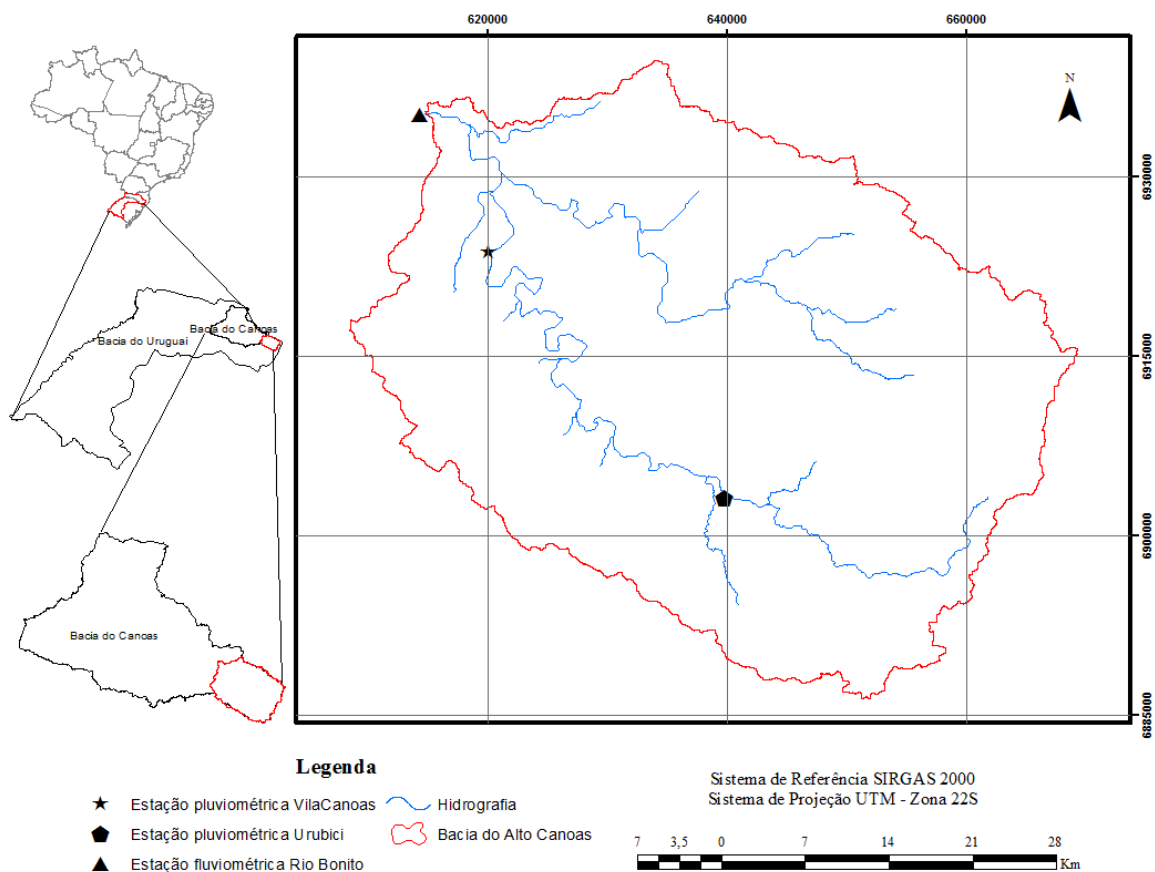 620000 640000 660000
N
6930000
6915000
6900000
6885000
Bacia do Canoas
Bacia do Uruguai
Bacia do Canoas
Legenda
Estação pluviométrica VilaCanoas
Hidrografia
Estação pluviométrica Urubici
Bacia do Alto Canoas
Estação fluviométrica Rio Bonito
Sistema de Referência SIRGAS 2000
Sistema de Projeção UTM - Zona 22S
7 3,5 0 7 14 21 28
Km